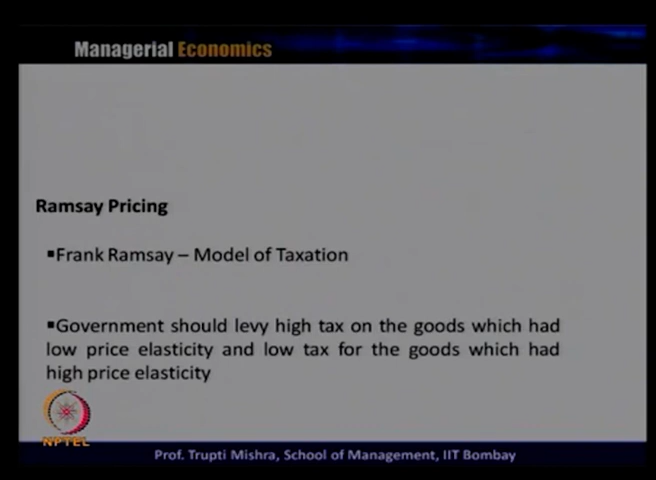 Managerial Economics
Ramsay Pricing
▪Frank Ramsay – Model of Taxation
▪Government should levy high tax on the goods which had
low price elasticity and low tax for the goods which had
high price elasticity
NPTEL
Prof. Trupti Mishra, School of Management, IIT Bombay